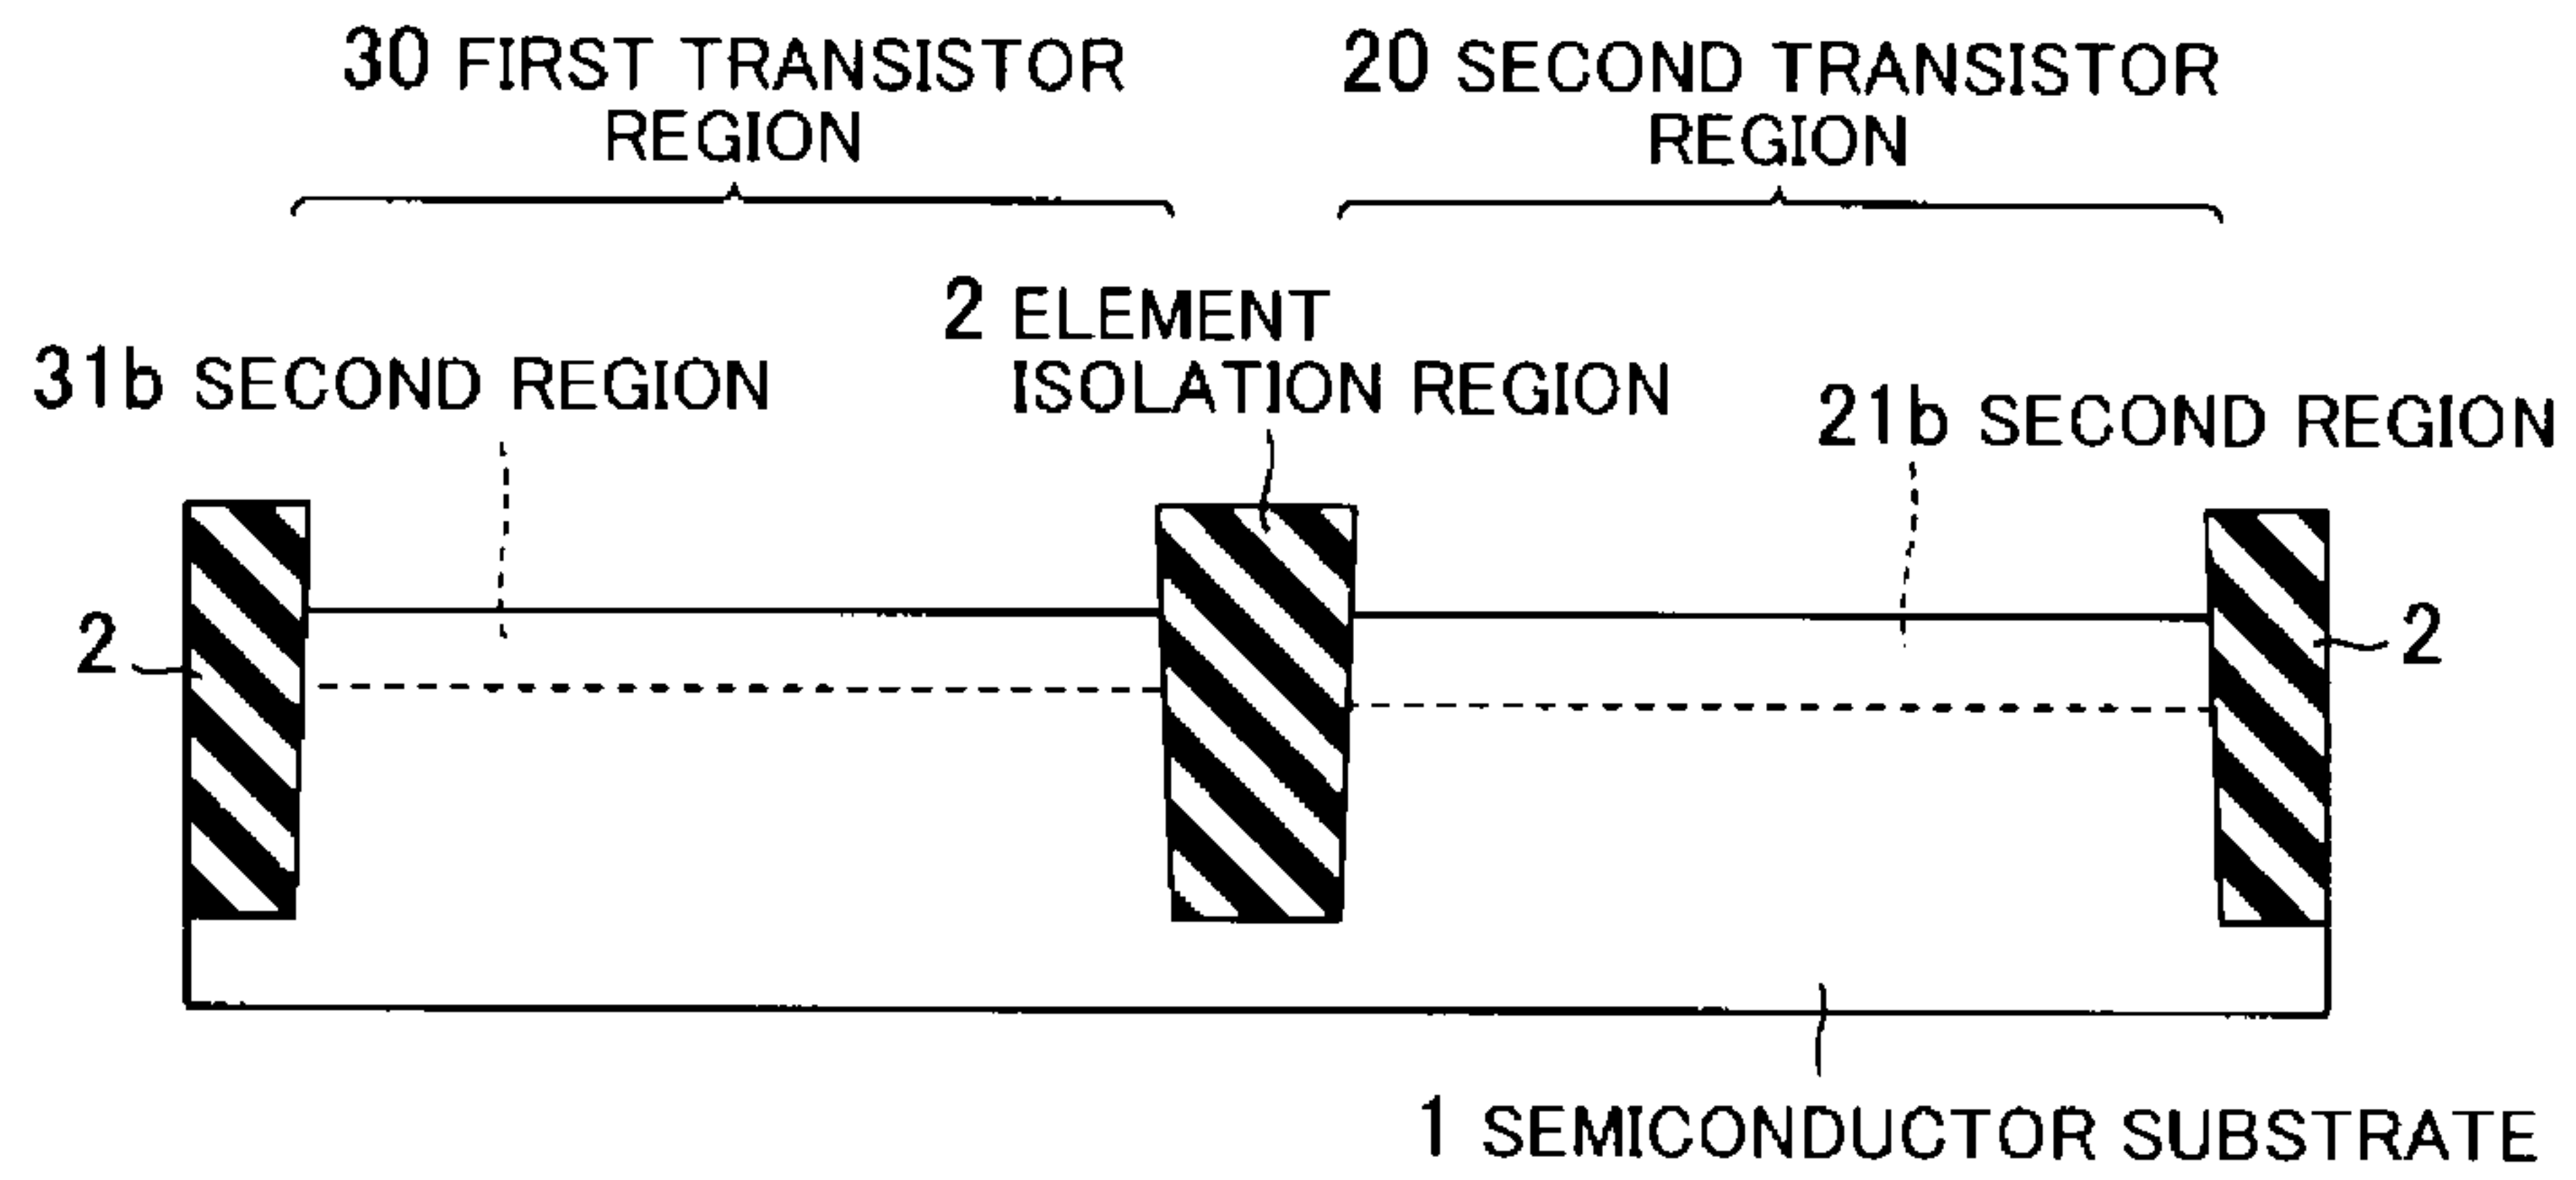 30 FIRST TRANSISTOR
REGION
20 SECOND TRANSISTOR
REGION
2 ELEMENT
ISOLATION REGION
31b SECOND REGION
21b SECOND REGION
2
2
1 SEMICONDUCTOR SUBSTRATE